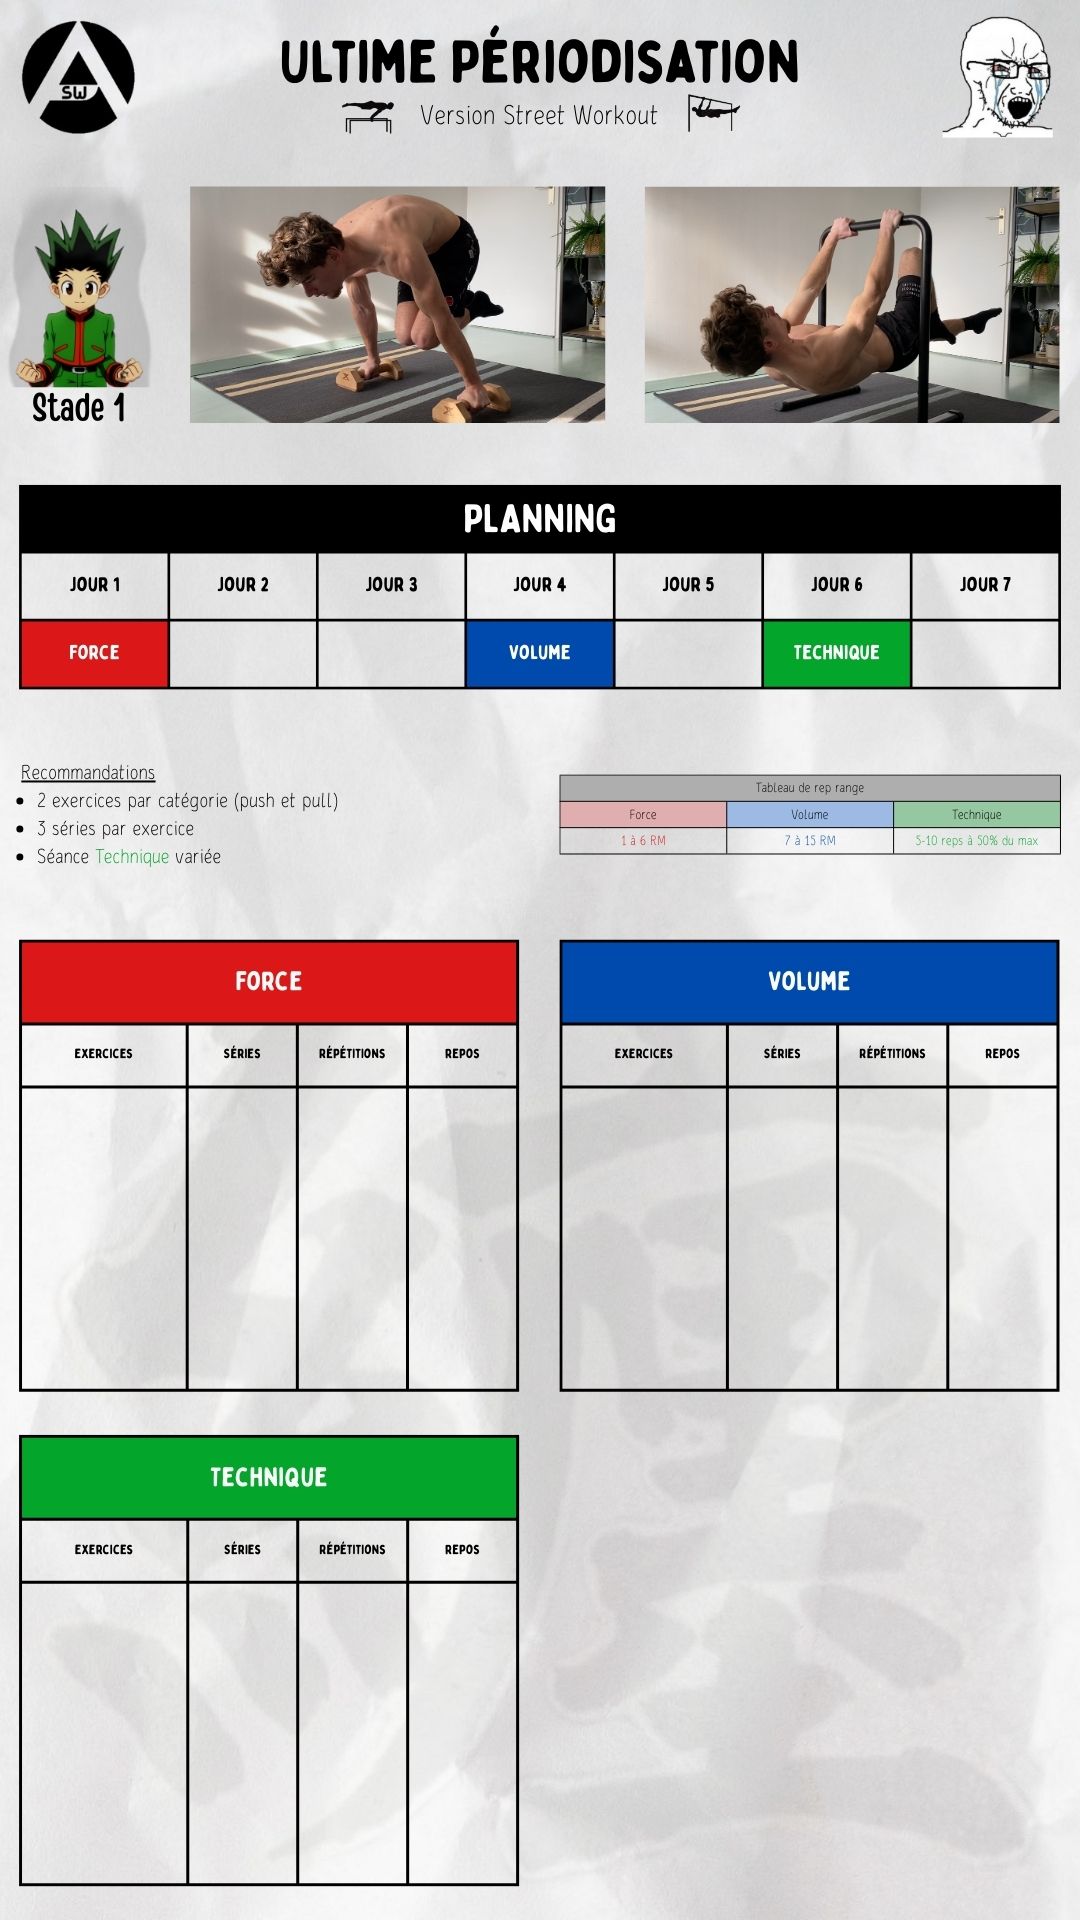 SW
ULTIME PÉRIODISATION
Version Street Workout
Stade 1
PLANNING
JOUR 1 JOUR 2 JOUR 3 JOUR 4 JOUR 5 JOUR 6 JOUR 7
FORCE VOLUME TECHNIQUE
Recommandations
• 2 exercices par catégorie (push et pull)
• 3 séries par exercice
• Séance Technique variée
Tableau de rep range
Force Volume Technique
1 à 6 RM 7 à 15 RM 5-10 reps à 50% du max
FORCE
EXERCICES SÉRIES RÉPÉTITIONS REPOS
VOLUME
EXERCICES SÉRIES RÉPÉTITIONS REPOS
TECHNIQUE
EXERCICES SÉRIES RÉPÉTITIONS REPOS